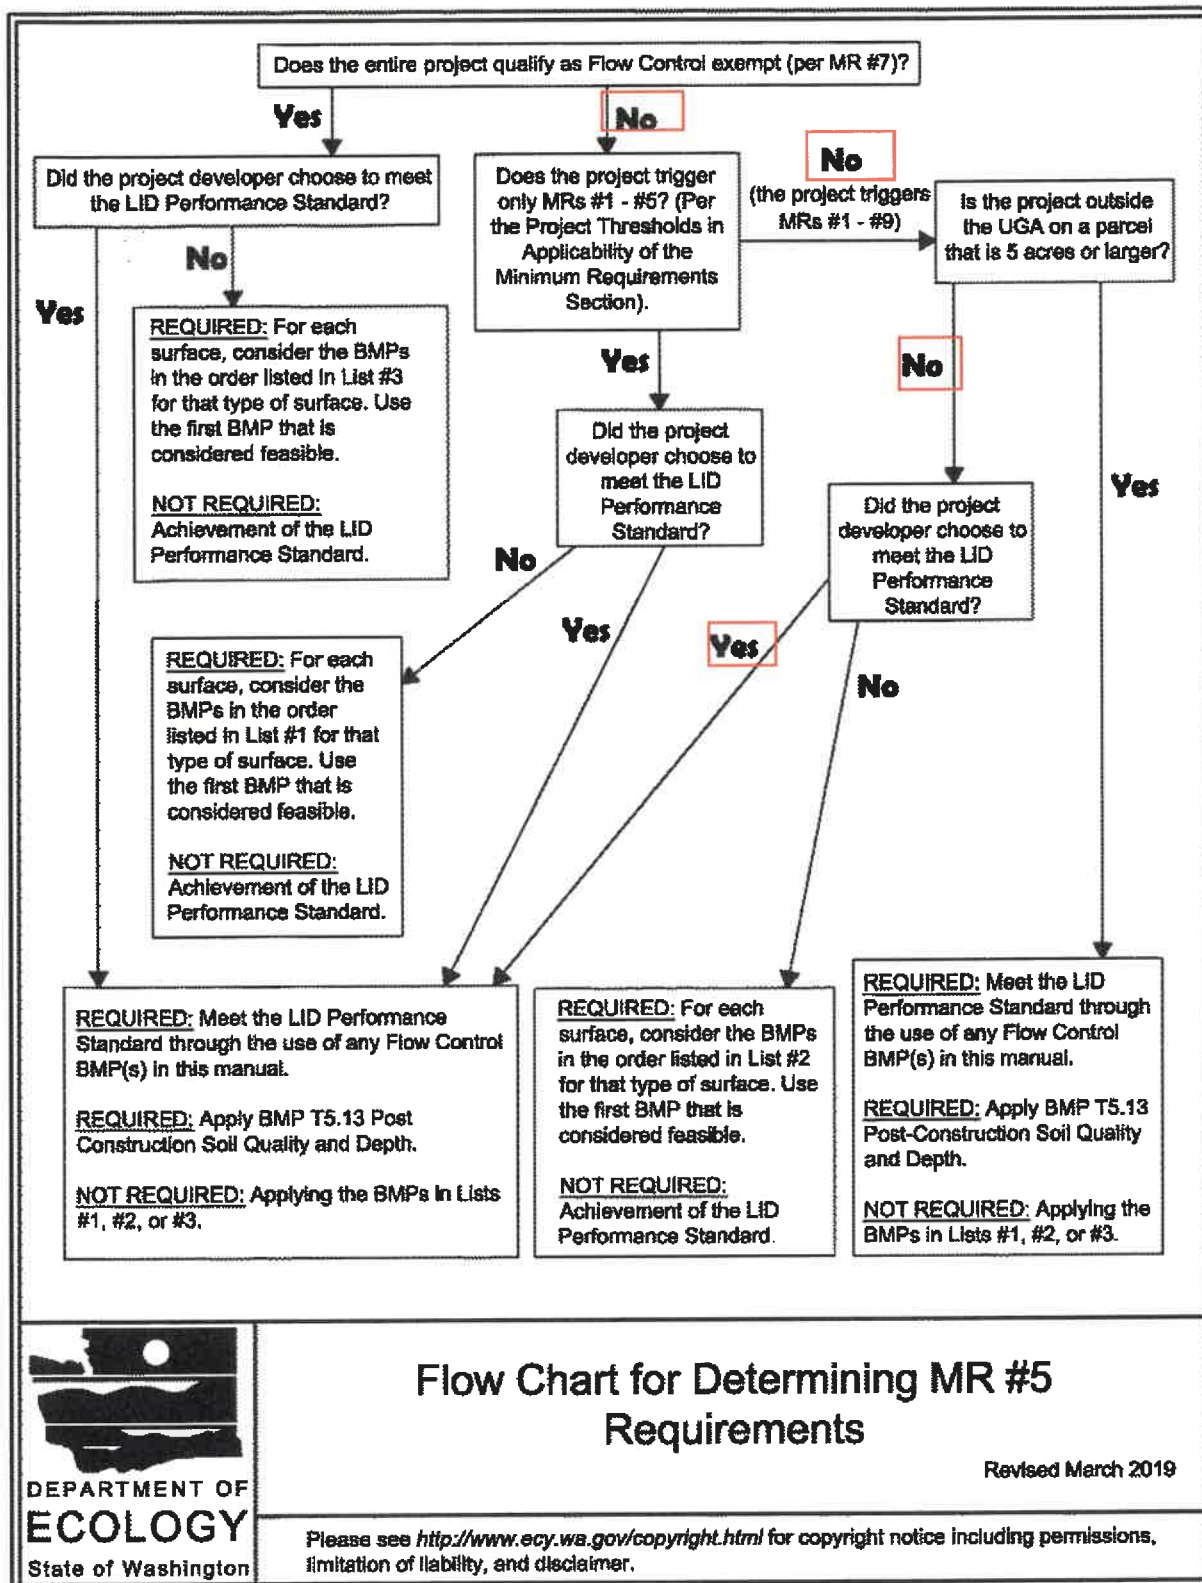 Does the entire project qualify as Flow Control exempt (per MR #7)?
Yes
No
Did the project developer choose to meet
the LID Performance Standard?
Does the project trigger
only MRs #1 - #5? (Per
the Project Thresholds in
Applicability of the
Minimum Requirements
Section).
No
(the project triggers
MRs #1 - #9)
Is the project outside
the UGA on a parcel
that is 5 acres or larger?
Yes
No
REQUIRED: For each
surface, consider the BMPs
in the order listed in List #3
for that type of surface. Use
the first BMP that is
considered feasible.
NOT REQUIRED:
Achievement of the LID
Performance Standard.
Yes
Did the project
developer choose to
meet the LID
Performance
Standard?
No
Did the project
developer choose to
meet the LID
Performance
Standard?
Yes
No
Yes
Yes
No
REQUIRED: For each
surface, consider the
BMPs in the order
listed in List #1 for that
type of surface. Use
the first BMP that is
considered feasible.
NOT REQUIRED:
Achievement of the LID
Performance Standard.
REQUIRED: Meet the LID Performance
Standard through the use of any Flow Control
BMP(s) in this manual.
REQUIRED: Apply BMP T5.13 Post
Construction Soil Quality and Depth.
NOT REQUIRED: Applying the BMPs in Lists
#1, #2, or #3.
REQUIRED: For each
surface, consider the BMPs
in the order listed in List #2
for that type of surface. Use
the first BMP that is
considered feasible.
NOT REQUIRED:
Achievement of the LID
Performance Standard.
REQUIRED: Meet the LID
Performance Standard through
the use of any Flow Control
BMP(s) in this manual.
REQUIRED: Apply BMP T5.13
Post-Construction Soil Quality
and Depth.
NOT REQUIRED: Applying the
BMPs in Lists #1, #2, or #3.
DEPARTMENT OF
ECOLOGY
State of Washington
Flow Chart for Determining MR #5
Requirements
Revised March 2019
Please see http://www.ecy.wa.gov/copyright.html for copyright notice including permissions,
limitation of liability, and disclaimer.